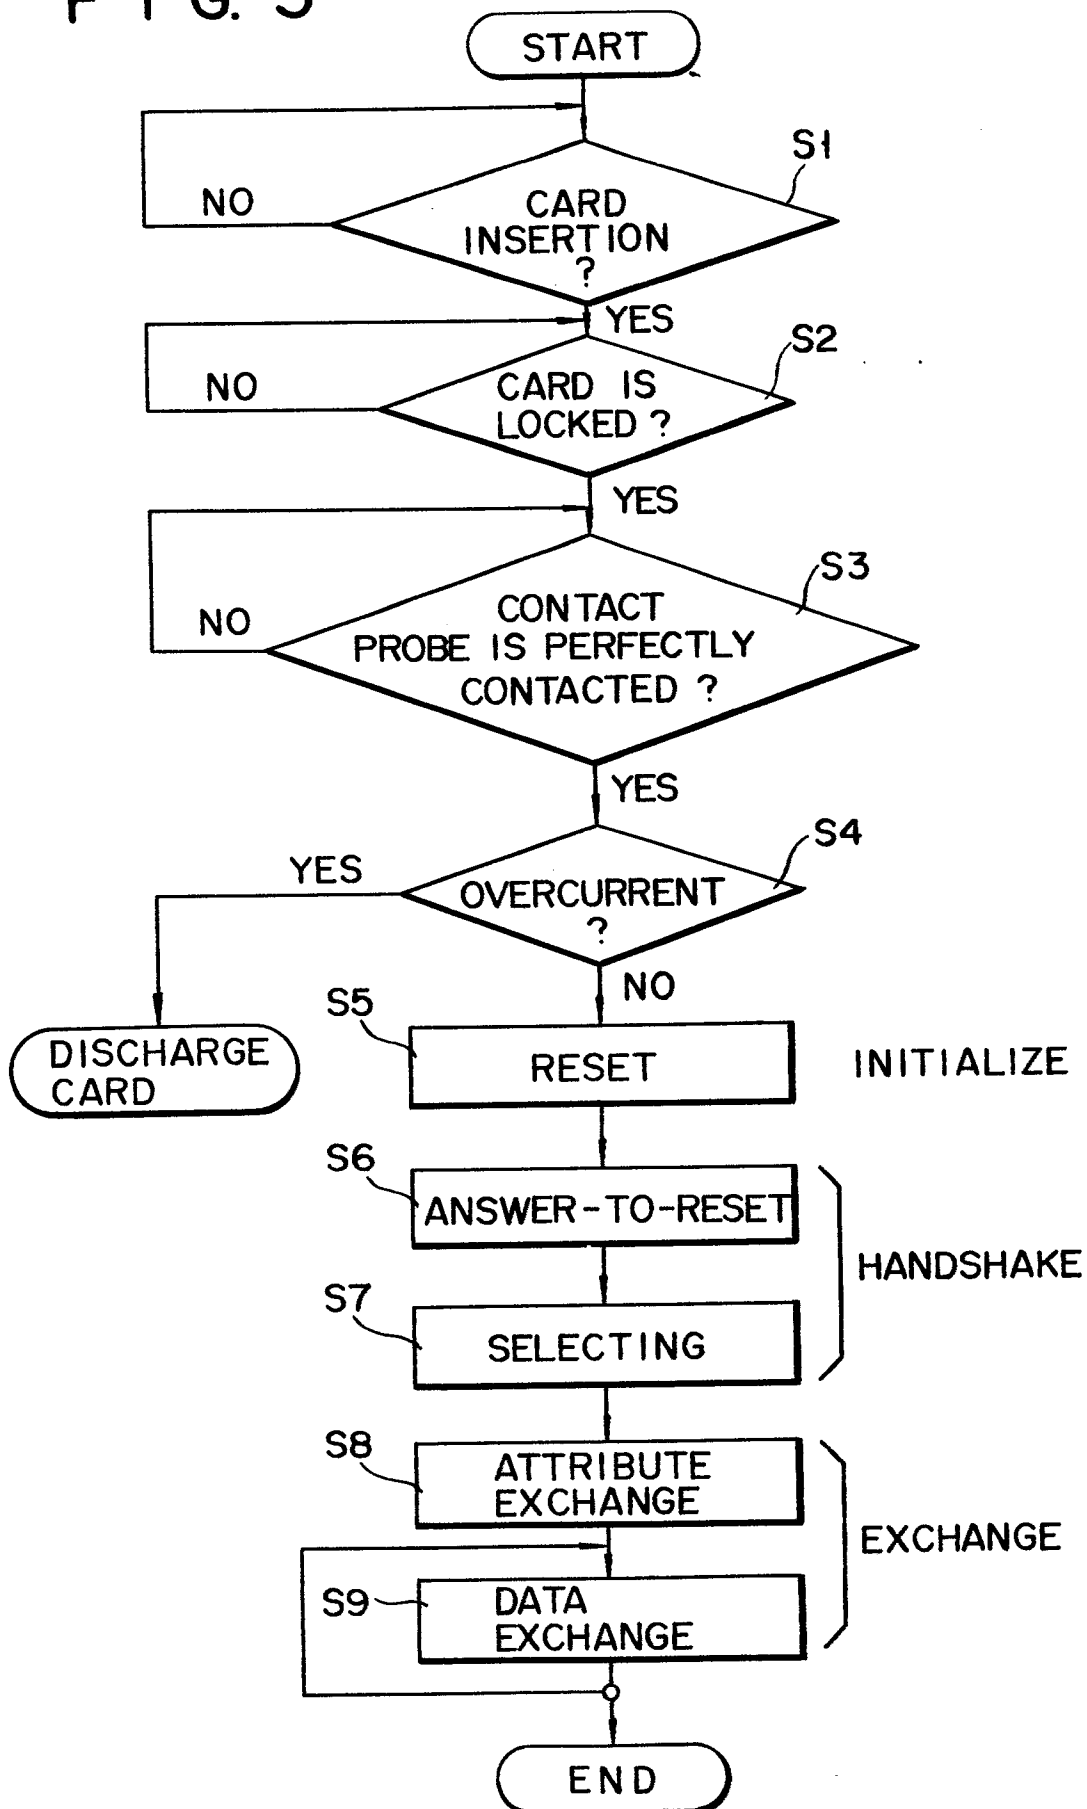 FIG. 5
START
S1
NO
CARD
INSERTION
?
YES
S2
NO
CARD IS
LOCKED ?
YES
S3
NO
CONTACT
PROBE IS PERFECTLY
CONTACTED ?
YES
S4
YES
OVERCURRENT
?
NO
S5
DISCHARGE
CARD
RESET
INITIALIZE
S6
ANSWER-TO-RESET
HANDSHAKE
S7
SELECTING
S8
ATTRIBUTE
EXCHANGE
EXCHANGE
S9
DATA
EXCHANGE
END